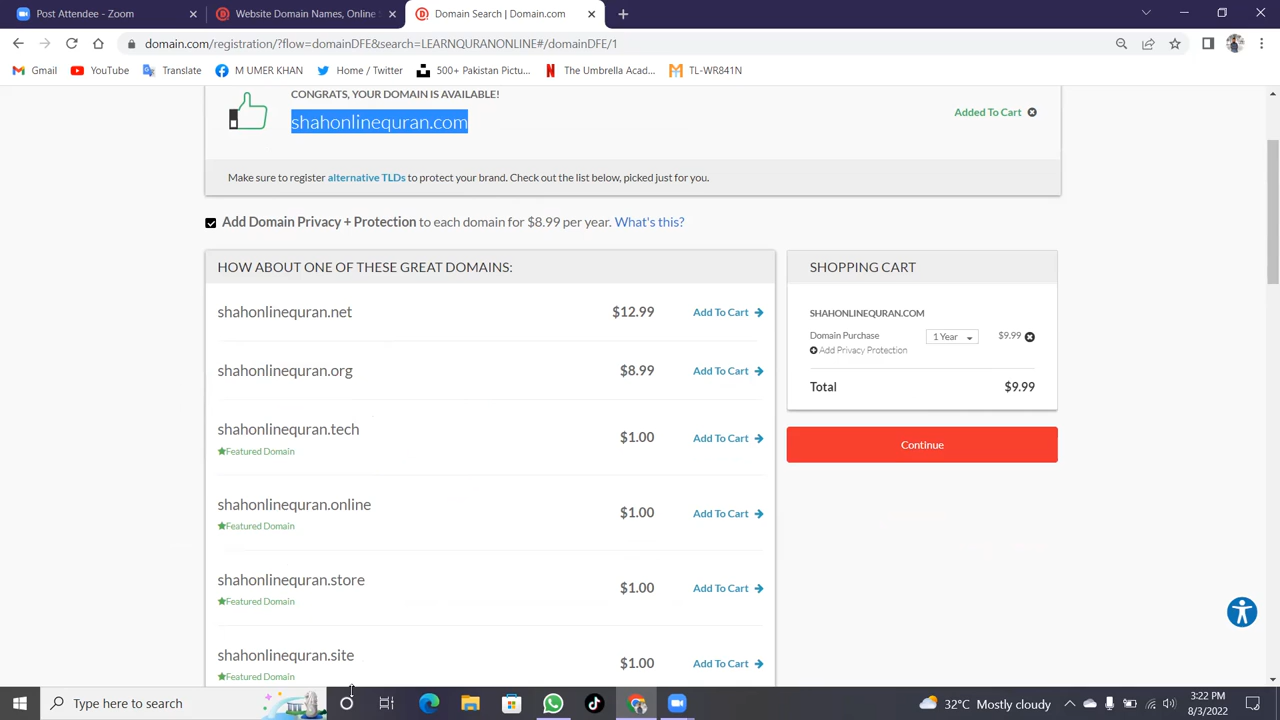 Post Attendee - Zoom
Website Domain Names, Online
Domain Search | Domain.com
domain.com/registration/?flow=domainDFE&search=LEARNQURANONLINE#/domainDFE/1
Gmail
YouTube
Translate
M UMER KHAN
Home / Twitter
500+ Pakistan Pictu...
The Umbrella Acad...
TL-WR841N
CONGRATS, YOUR DOMAIN IS AVAILABLE!
shahonlinequran.com
Added To Cart
Make sure to register alternative TLDs to protect your brand. Check out the list below, picked just for you.
Add Domain Privacy + Protection to each domain for $8.99 per year. What's this?
HOW ABOUT ONE OF THESE GREAT DOMAINS:
shahonlinequran.net $12.99 Add To Cart
shahonlinequran.org $8.99 Add To Cart
shahonlinequran.tech $1.00 Add To Cart
Featured Domain
shahonlinequran.online $1.00 Add To Cart
Featured Domain
shahonlinequran.store $1.00 Add To Cart
Featured Domain
shahonlinequran.site $1.00 Add To Cart
Featured Domain
SHOPPING CART
SHAHONLINEQURAN.COM
Domain Purchase 1 Year $9.99
Add Privacy Protection
Total $9.99
Continue
Type here to search
32°C Mostly cloudy
3:22 PM
8/3/2022